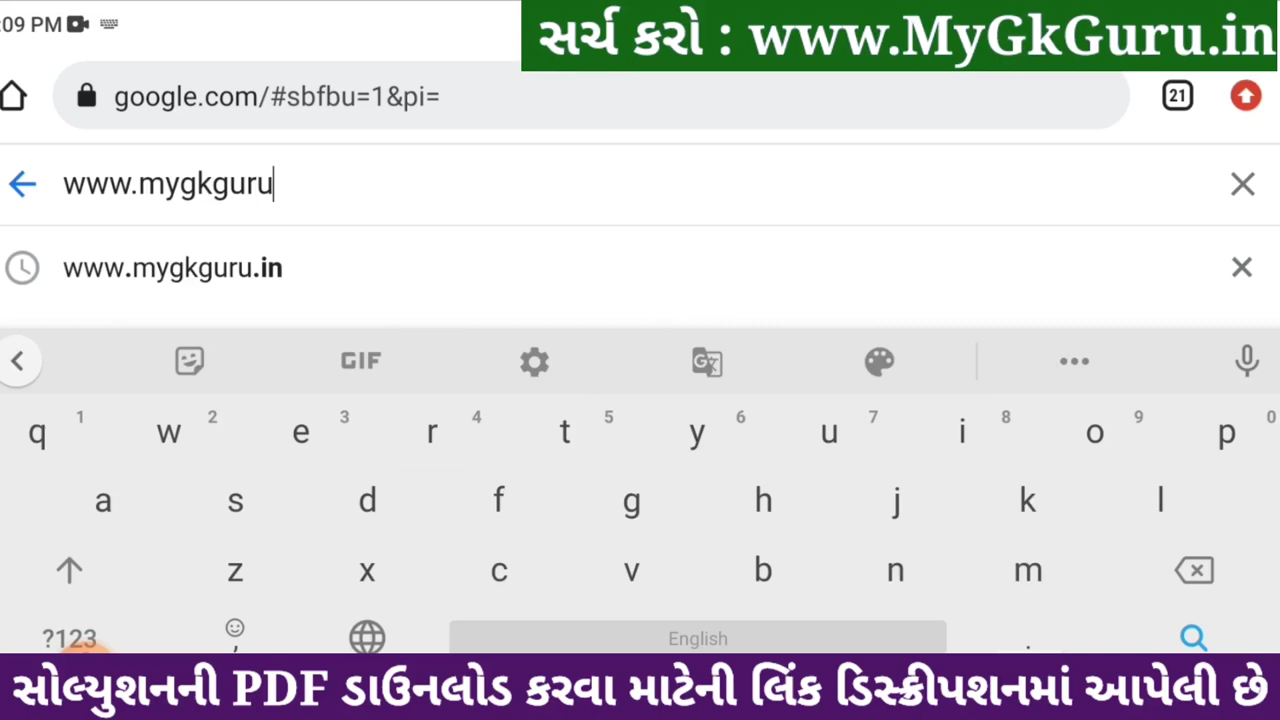 :09 PM
સર્ચ કરો : www.MyGkGuru.in
google.com/#sbfbu=1&pi=
21
www.mygkguru
www.mygkguru.in
GIF
q 1 w 2 e 3 r 4 t 5 y 6 u 7 i 8 o 9 p 0
a s d f g h j k l
z x c v b n m
?123 , English .
સોલ્યુશનની PDF ડાઉનલોડ કરવા માટેની લિંક ડિસ્ક્રીપશનમાં આપેલી છે